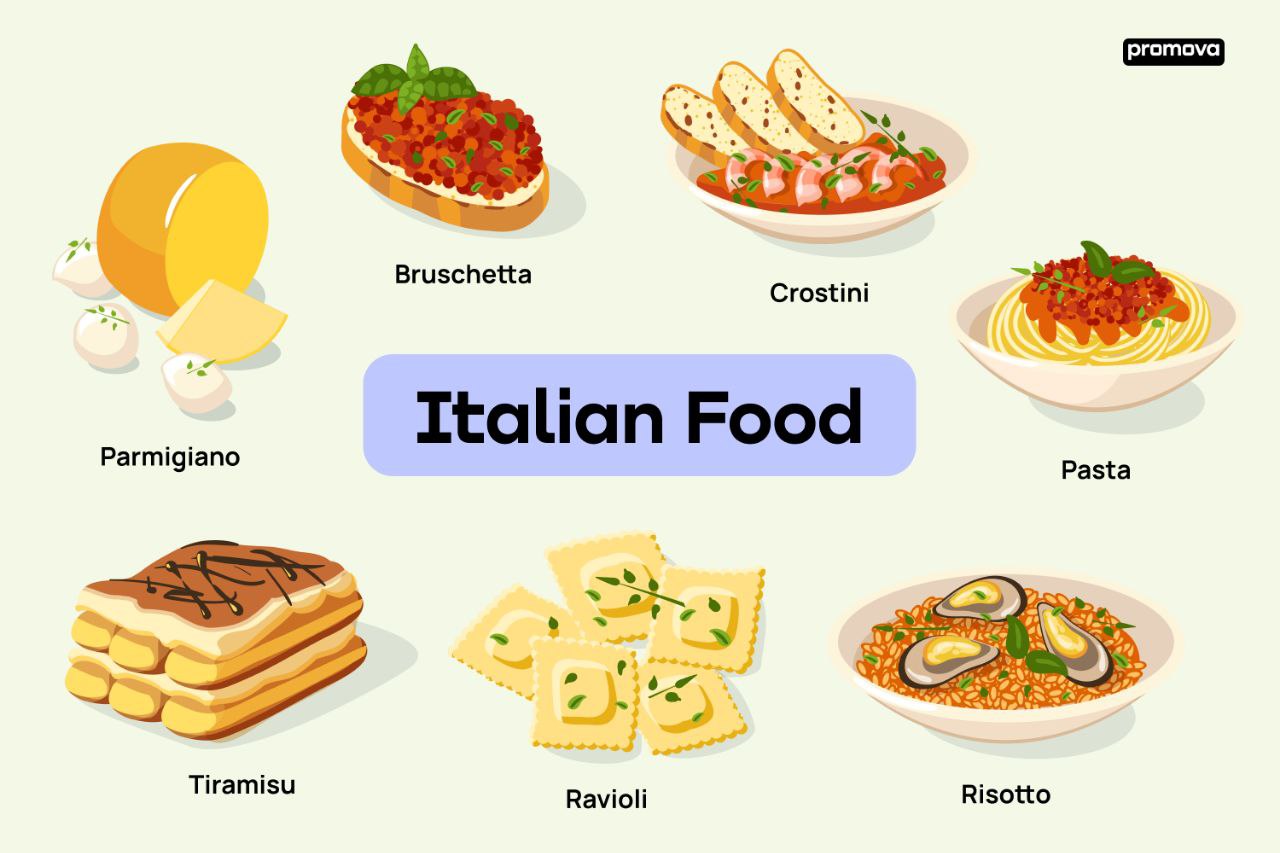 promova
Bruschetta
Crostini
Italian Food
Parmigiano
Pasta
Tiramisu
Ravioli
Risotto